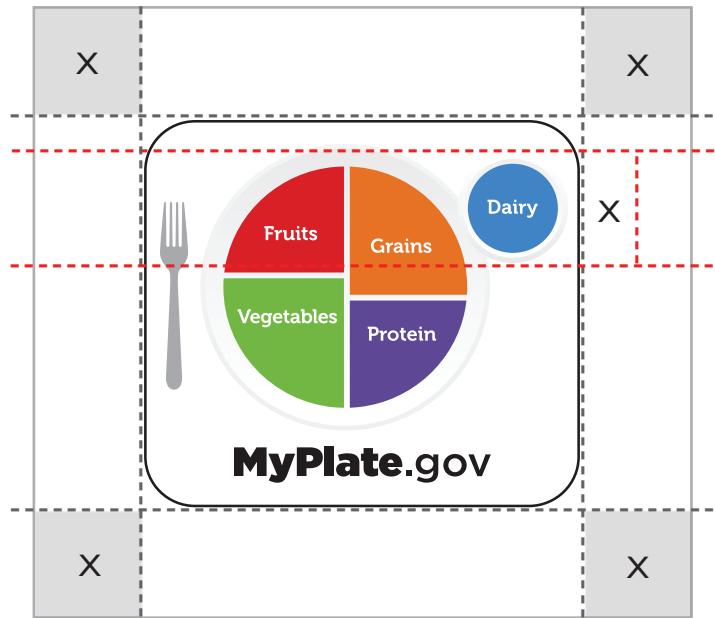 X
X
Fruits
Grains
Dairy
X
Vegetables
Protein
MyPlate.gov
X
X